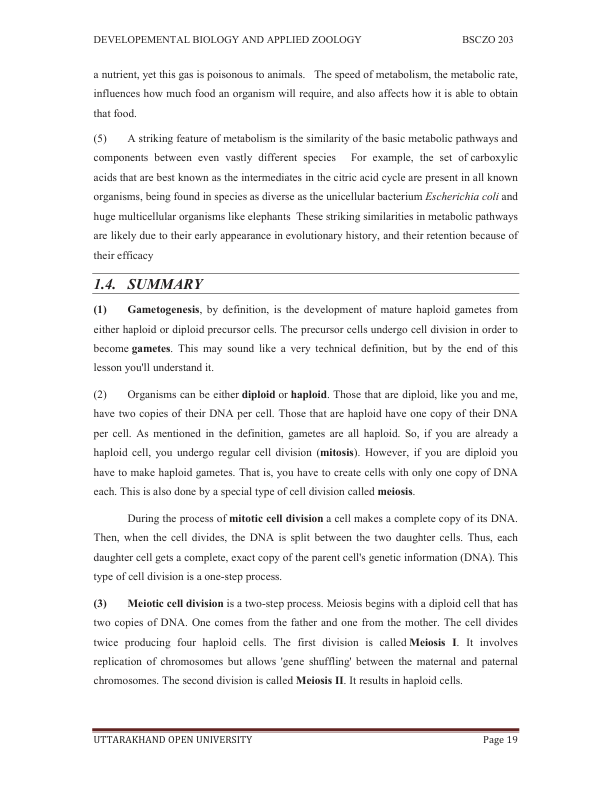 DEVELOPEMENTAL BIOLOGY AND APPLIED ZOOLOGY BSCZO 203
a nutrient, yet this gas is poisonous to animals. The speed of metabolism, the metabolic rate,
influences how much food an organism will require, and also affects how it is able to obtain
that food.
(5) A striking feature of metabolism is the similarity of the basic metabolic pathways and
components between even vastly different species For example, the set of carboxylic
acids that are best known as the intermediates in the citric acid cycle are present in all known
organisms, being found in species as diverse as the unicellular bacterium Escherichia coli and
huge multicellular organisms like elephants These striking similarities in metabolic pathways
are likely due to their early appearance in evolutionary history, and their retention because of
their efficacy
1.4. SUMMARY
(1) Gametogenesis, by definition, is the development of mature haploid gametes from
either haploid or diploid precursor cells. The precursor cells undergo cell division in order to
become gametes. This may sound like a very technical definition, but by the end of this
lesson you'll understand it.
(2) Organisms can be either diploid or haploid. Those that are diploid, like you and me,
have two copies of their DNA per cell. Those that are haploid have one copy of their DNA
per cell. As mentioned in the definition, gametes are all haploid. So, if you are already a
haploid cell, you undergo regular cell division (mitosis). However, if you are diploid you
have to make haploid gametes. That is, you have to create cells with only one copy of DNA
each. This is also done by a special type of cell division called meiosis.
During the process of mitotic cell division a cell makes a complete copy of its DNA.
Then, when the cell divides, the DNA is split between the two daughter cells. Thus, each
daughter cell gets a complete, exact copy of the parent cell's genetic information (DNA). This
type of cell division is a one-step process.
(3) Meiotic cell division is a two-step process. Meiosis begins with a diploid cell that has
two copies of DNA. One comes from the father and one from the mother. The cell divides
twice producing four haploid cells. The first division is called Meiosis I. It involves
replication of chromosomes but allows 'gene shuffling' between the maternal and paternal
chromosomes. The second division is called Meiosis II. It results in haploid cells.
UTTARAKHAND OPEN UNIVERSITY Page 19